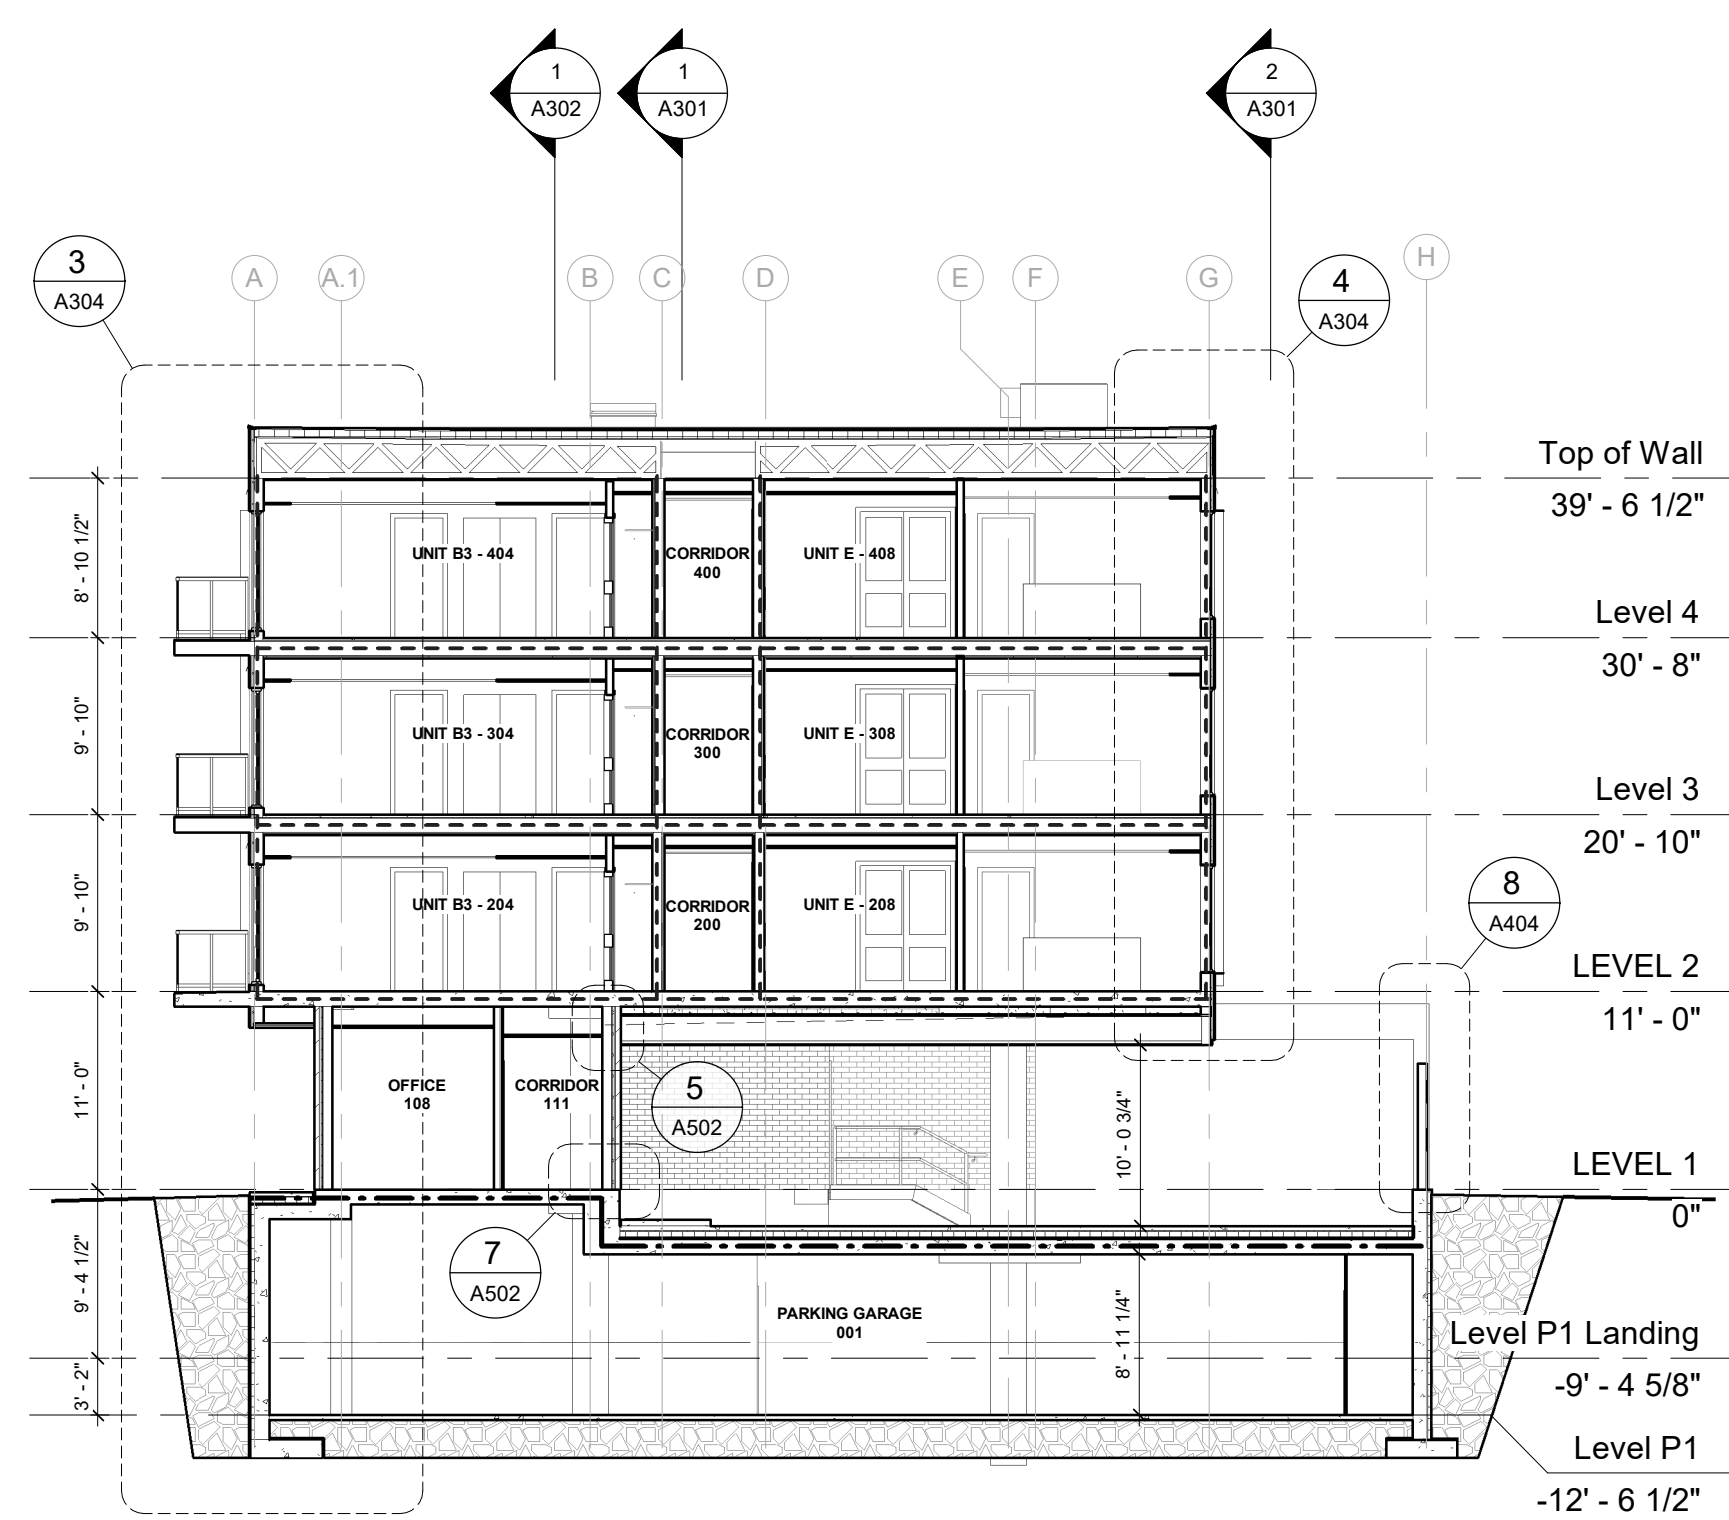 1
A302
1
A301
2
A301
3
A304
A
A.1
B
C
D
E
F
G
H
4
A304
Top of Wall
39' - 6 1/2"
8' - 10 1/2"
UNIT B3 - 404
CORRIDOR
400
UNIT E - 408
Level 4
30' - 8"
9' - 10"
UNIT B3 - 304
CORRIDOR
300
UNIT E - 308
Level 3
20' - 10"
9' - 10"
UNIT B3 - 204
CORRIDOR
200
UNIT E - 208
8
A404
LEVEL 2
11' - 0"
11' - 0"
OFFICE
108
CORRIDOR
111
5
A502
10' - 0 3/4"
LEVEL 1
0"
9' - 4 1/2"
7
A502
PARKING GARAGE
001
8' - 11 1/4"
Level P1 Landing
-9' - 4 5/8"
3' - 2"
Level P1
-12' - 6 1/2"